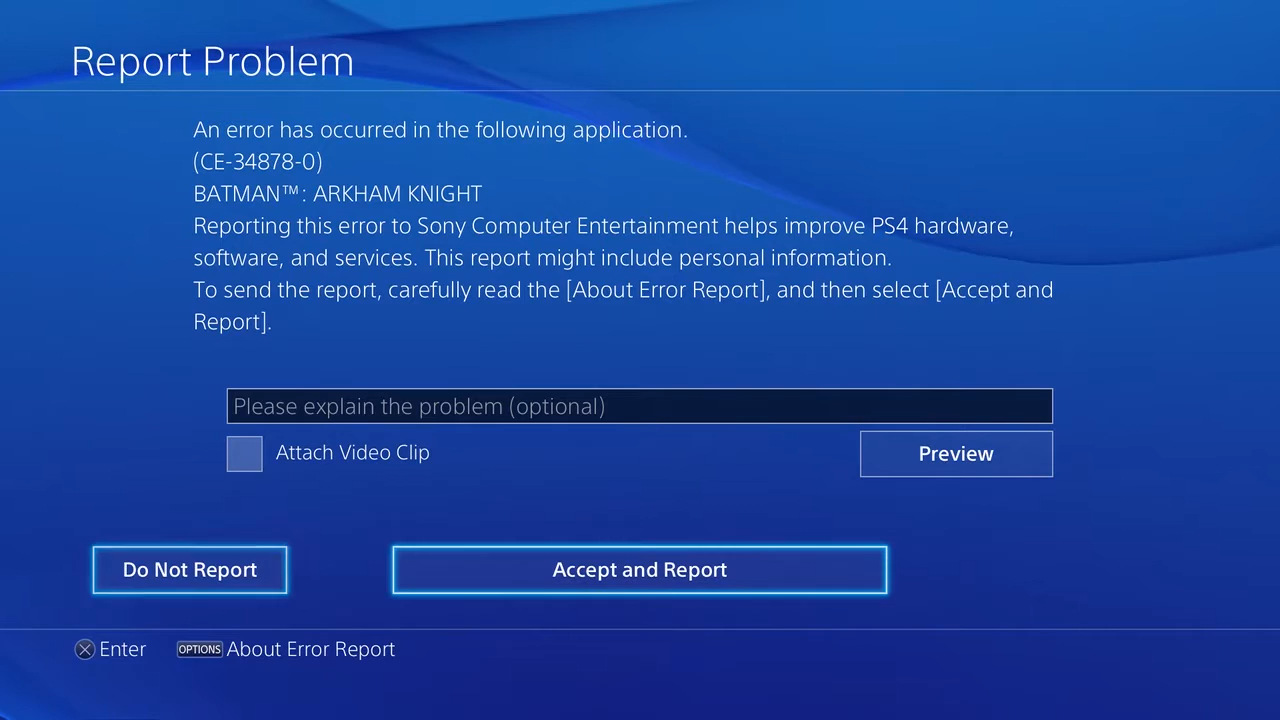 Report Problem
An error has occurred in the following application.
(CE-34878-0)
BATMAN™: ARKHAM KNIGHT
Reporting this error to Sony Computer Entertainment helps improve PS4 hardware,
software, and services. This report might include personal information.
To send the report, carefully read the [About Error Report], and then select [Accept and
Report].
Please explain the problem (optional)
Attach Video Clip
Preview
Do Not Report
Accept and Report
Enter
OPTIONS About Error Report